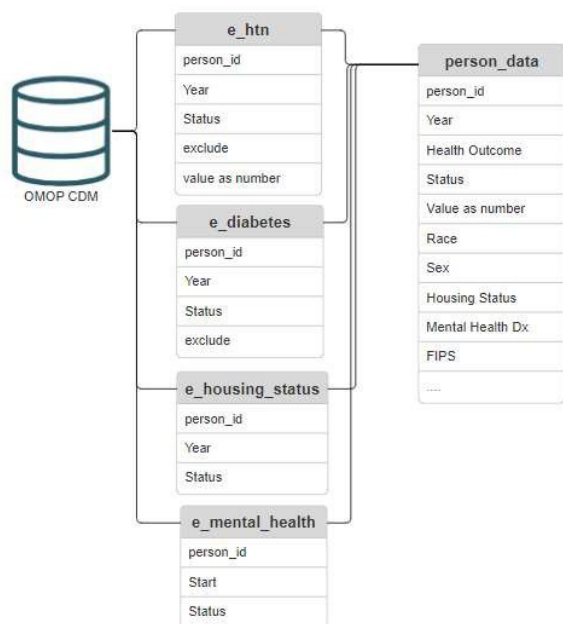 OMOP CDM
e_htn
person_id
Year
Status
exclude
value as number
e_diabetes
person_id
Year
Status
exclude
e_housing_status
person_id
Year
Status
e_mental_health
person_id
Start
Status
person_data
person_id
Year
Health Outcome
Status
Value as number
Race
Sex
Housing Status
Mental Health Dx
FIPS
....